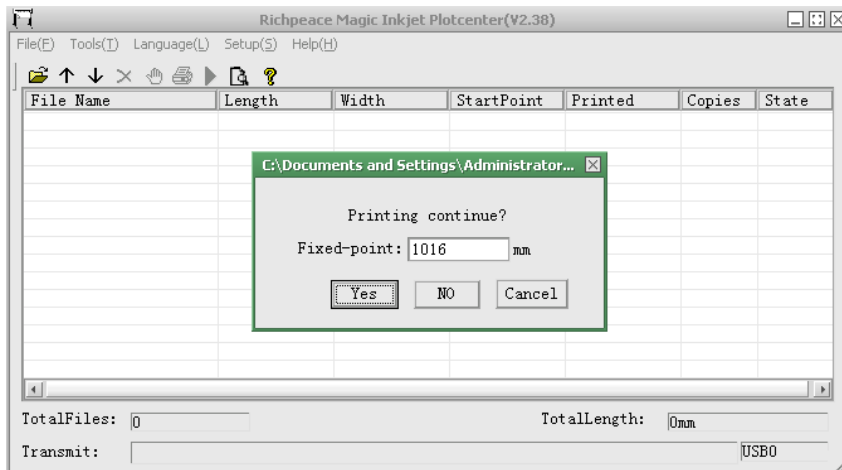 Richpeace Magic Inkjet Plotcenter(V2.38)
File(F) Tools(T) Language(L) Setup(S) Help(H)
File Name Length Width StartPoint Printed Copies State
C:\Documents and Settings\Administrator...
Printing continue?
Fixed-point: 1016 mm
Yes NO Cancel
TotalFiles: 0 TotalLength: 0mm
Transmit: USB0